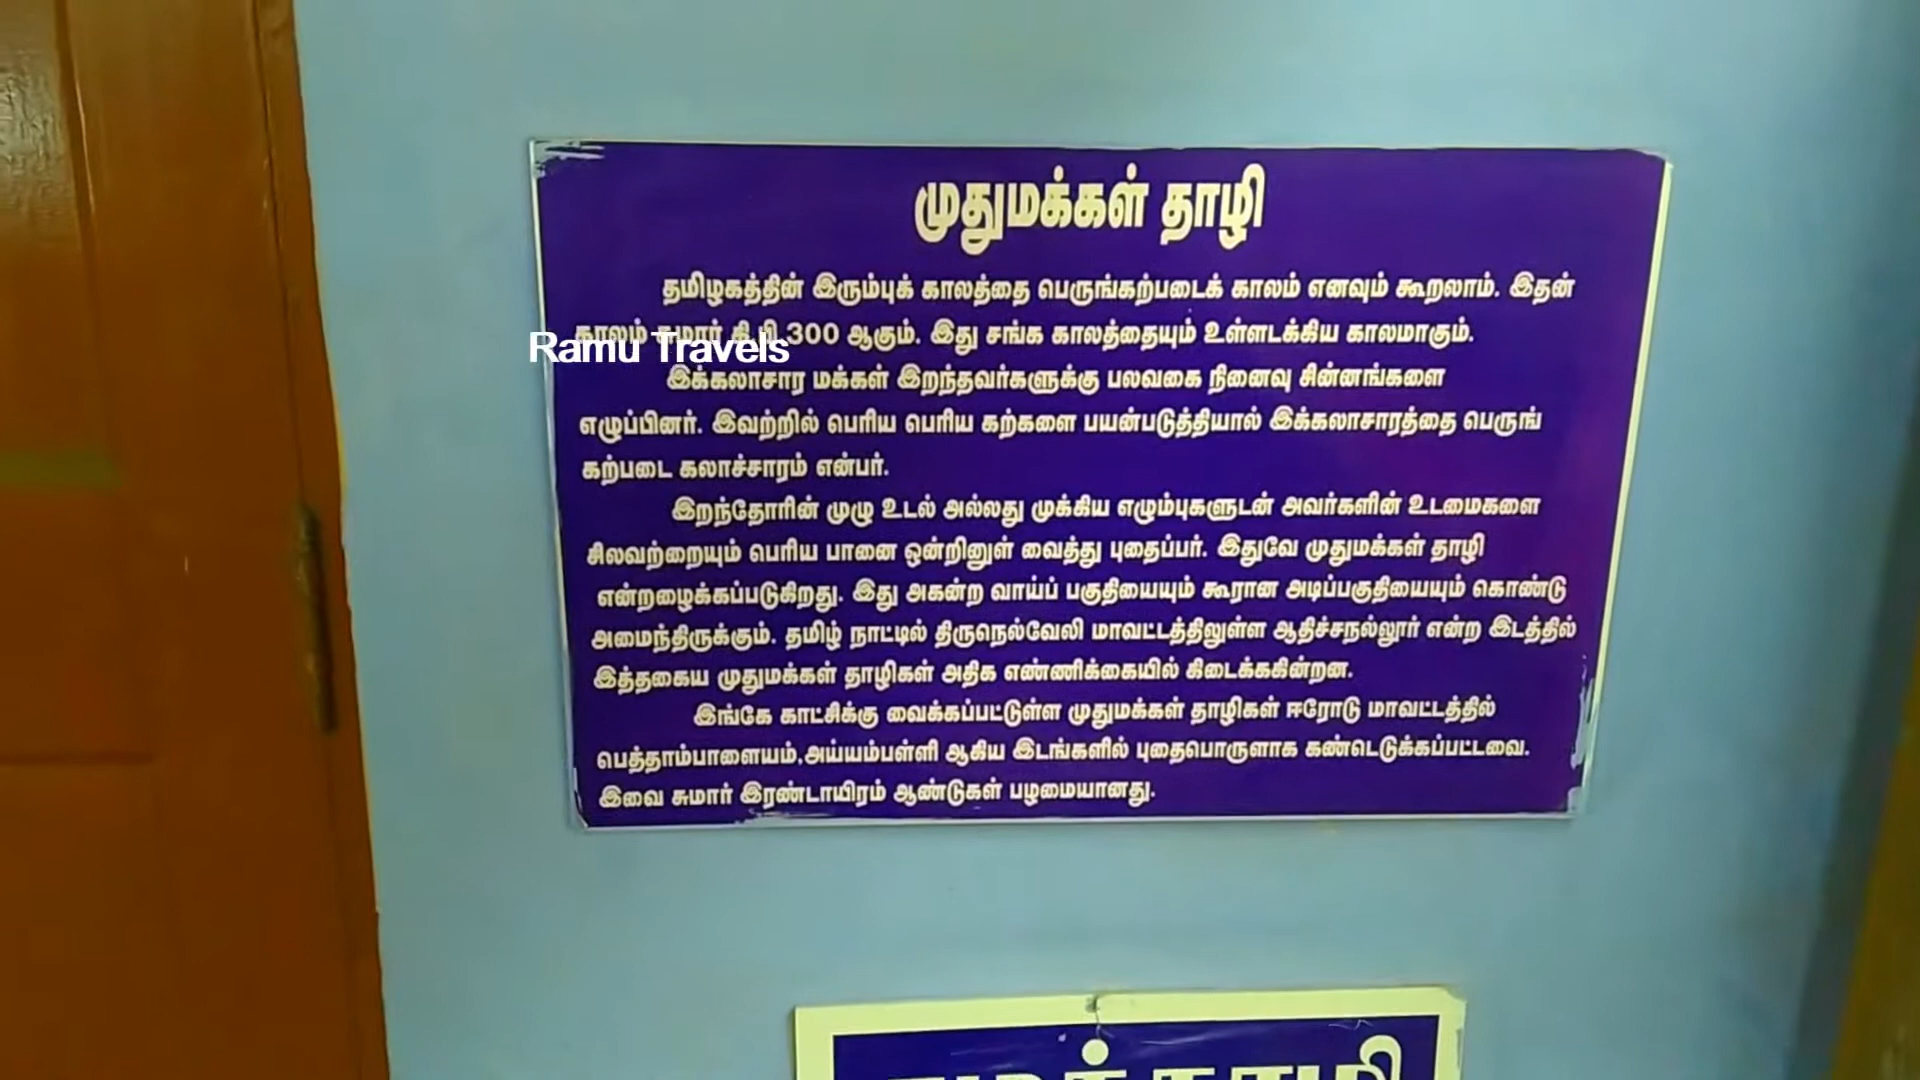 முதுமக்கள் தாழி
தமிழகத்தின் இரும்புக் காலத்தை பெருங்கற்படைக் காலம் எனவும் கூறலாம். இதன்
காலம் சுமார் கி.பி.300 ஆகும். இது சங்க காலத்தையும் உள்ளடக்கிய காலமாகும்.
Ramu Travels
இக்கலாசார மக்கள் இறந்தவர்களுக்கு பலவகை நினைவு சின்னங்களை
எழுப்பினர். இவற்றில் பெரிய பெரிய கற்களை பயன்படுத்தியால் இக்கலாசாரத்தை பெருங்
கற்படை கலாச்சாரம் என்பர்.
இறந்தோரின் முழு உடல் அல்லது முக்கிய எழும்புகளுடன் அவர்களின் உடமைகளை
சிலவற்றையும் பெரிய பானை ஒன்றினுள் வைத்து புதைப்பர். இதுவே முதுமக்கள் தாழி
என்றழைக்கப்படுகிறது. இது அகன்ற வாய்ப் பகுதியையும் கூரான அடிப்பகுதியையும் கொண்டு
அமைந்திருக்கும். தமிழ் நாட்டில் திருநெல்வேலி மாவட்டத்திலுள்ள ஆதிச்சநல்லூர் என்ற இடத்தில்
இத்தகைய முதுமக்கள் தாழிகள் அதிக எண்ணிக்கையில் கிடைக்ககின்றன.
இங்கே காட்சிக்கு வைக்கப்பட்டுள்ள முதுமக்கள் தாழிகள் ஈரோடு மாவட்டத்தில்
பெத்தாம்பாளையம்,அய்யம்பள்ளி ஆகிய இடங்களில் புதைபொருளாக கண்டெடுக்கப்பட்டவை.
இவை சுமார் இரண்டாயிரம் ஆண்டுகள் பழமையானது.